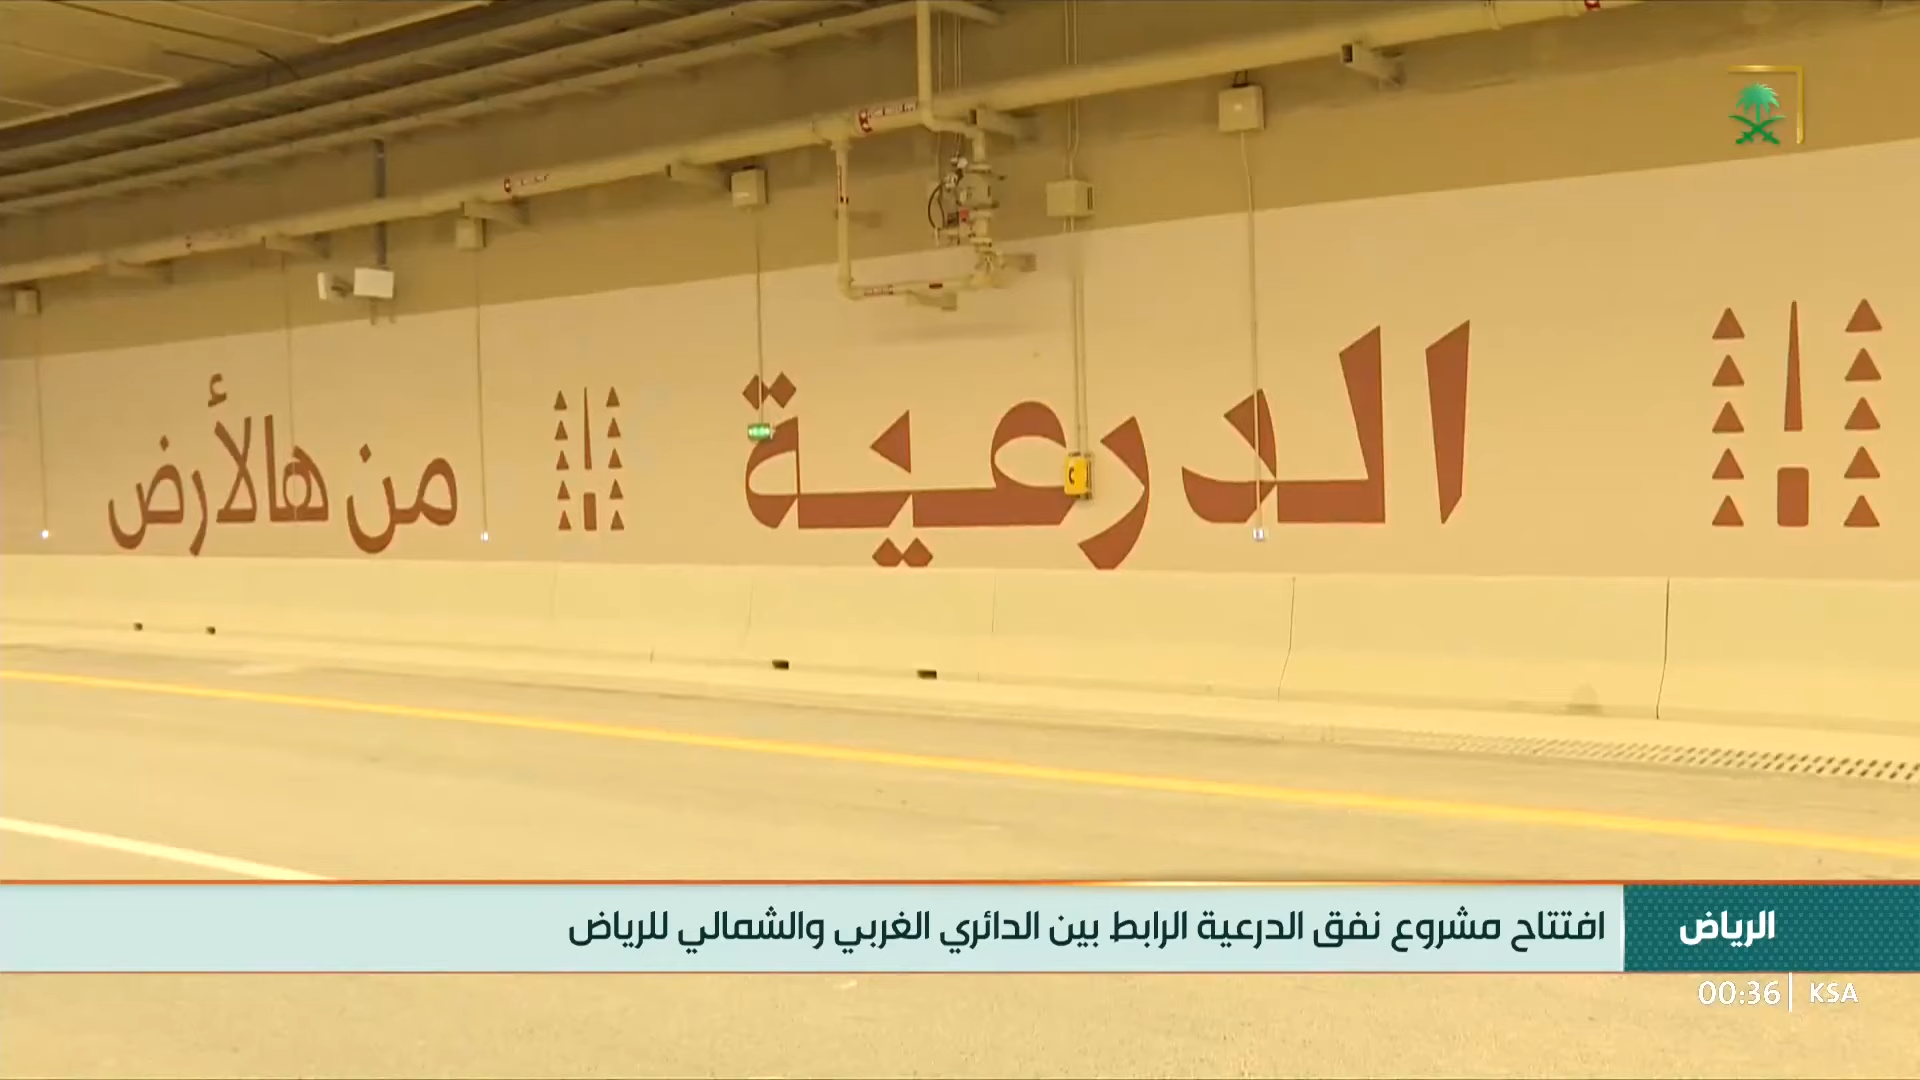 الدرعية
من هالأرض
الرياض
افتتاح مشروع نفق الدرعية الرابط بين الدائري الغربي والشمالي للرياض
00:36 KSA